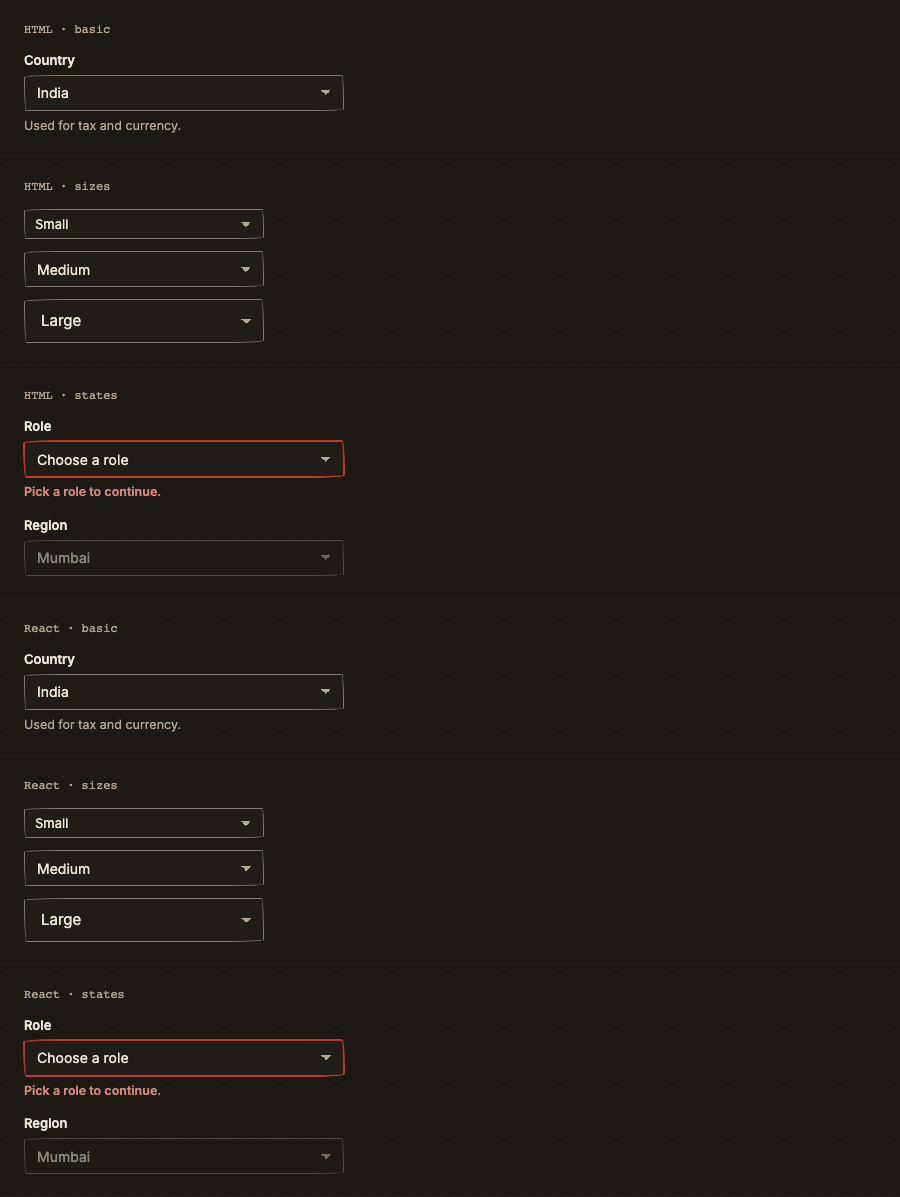 HTML · basic
Country
India
Used for tax and currency.
HTML · sizes
Small
Medium
Large
HTML · states
Role
Choose a role
Pick a role to continue.
Region
Mumbai
React · basic
Country
India
Used for tax and currency.
React · sizes
Small
Medium
Large
React · states
Role
Choose a role
Pick a role to continue.
Region
Mumbai